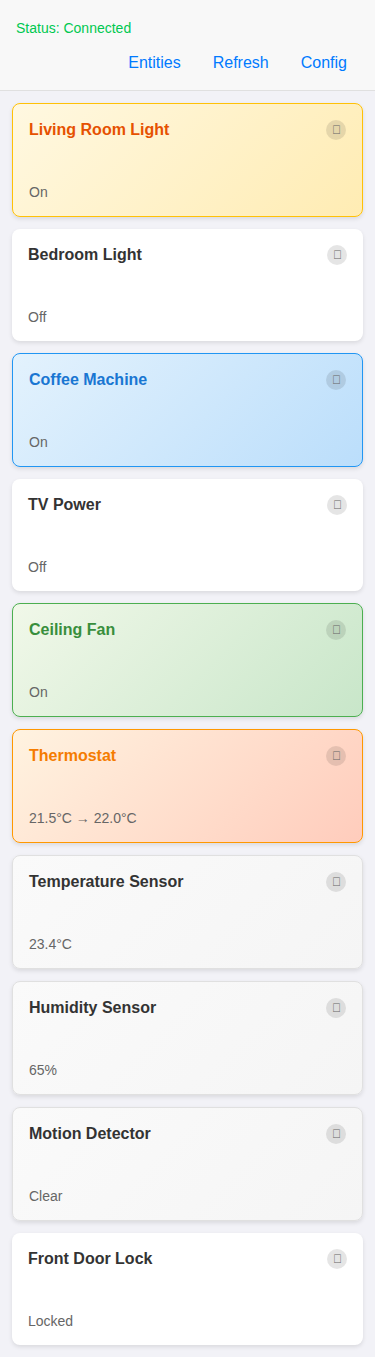 Status: Connected
Entities Refresh Config
Living Room Light
On
Bedroom Light
Off
Coffee Machine
On
TV Power
Off
Ceiling Fan
On
Thermostat
21.5°C → 22.0°C
Temperature Sensor
23.4°C
Humidity Sensor
65%
Motion Detector
Clear
Front Door Lock
Locked